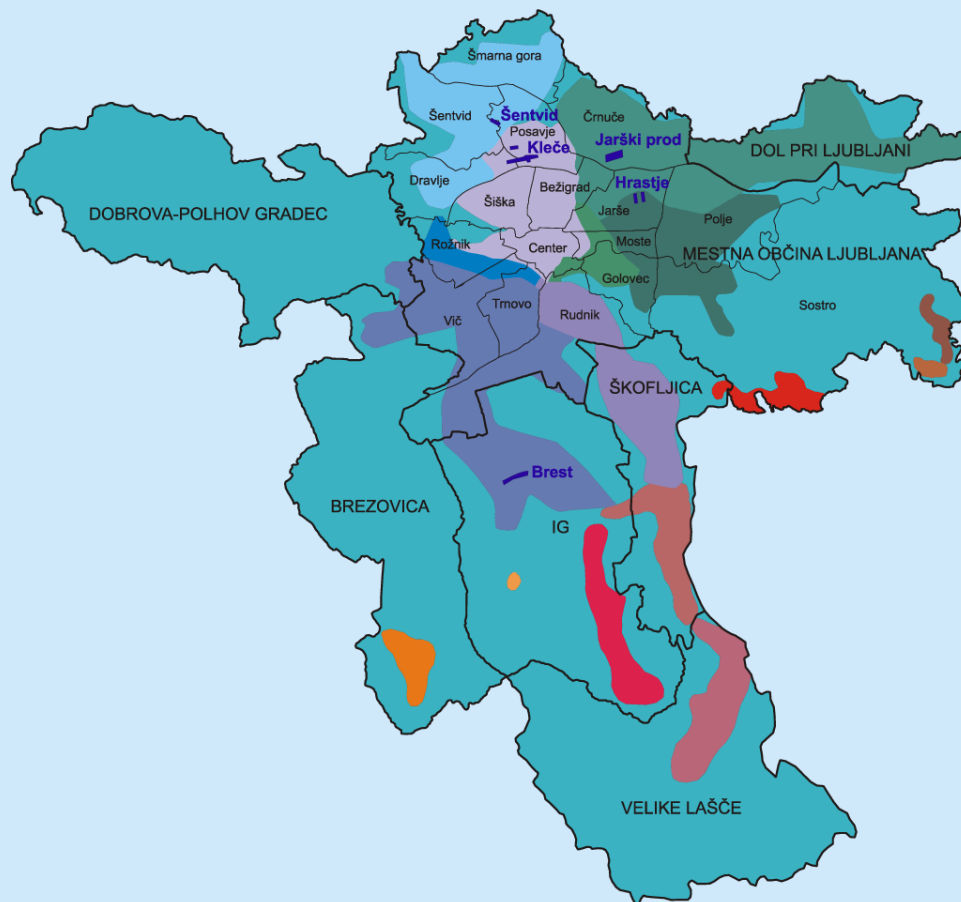 Šmarna gora
Šentvid
Šentvid
Črnuče
Posavje
Kleče
Jarški prod
DOL PRI LJUBLJANI
Dravlje
Bežigrad
Hrastje
Šiška
Jarše
Polje
DOBROVA-POLHOV GRADEC
Rožnik
Center
Moste
MESTNA OBČINA LJUBLJANA
Golovec
Trnovo
Sostro
Vič
Rudnik
ŠKOFLJICA
Brest
BREZOVICA
IG
VELIKE LAŠČE